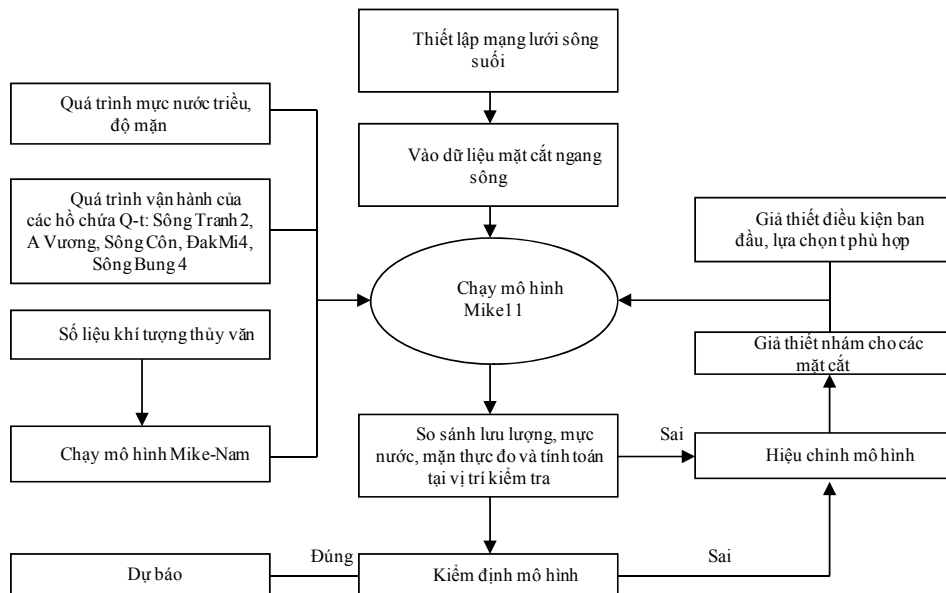 Thiết lập mạng lưới sông
suối
Quá trình mực nước triều,
độ mặn
Vào dữ liệu mặt cắt ngang
sông
Quá trình vận hành của
các hồ chứa Q-t: Sông Tranh 2,
A Vương, Sông Côn, ĐakMi4,
Sông Bung 4
Giả thiết điều kiện ban
đầu, lựa chọn t phù hợp
Chạy mô hình
Mike11
Số liệu khí tượng thủy văn
Giả thiết nhám cho các
mặt cắt
Chạy mô hình Mike-Nam
So sánh lưu lượng, mực
nước, mặn thực đo và tính toán
tại vị trí kiểm tra
Sai
Hiệu chỉnh mô hình
Dự báo
Đúng
Kiểm định mô hình
Sai